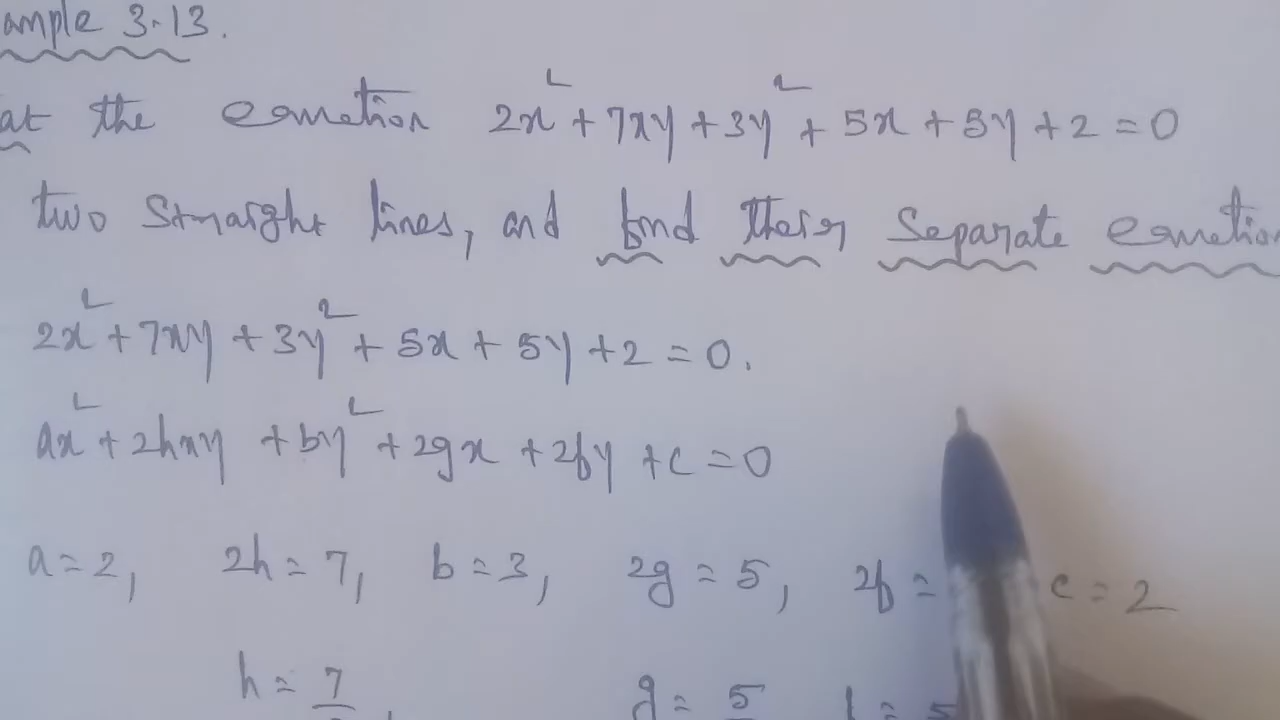 ample 3.13.
at the equation 2x² + 7xy + 3y² + 5x + 5y + 2 = 0
two straight lines, and find their separate equation
2x² + 7xy + 3y² + 5x + 5y + 2 = 0.
ax² + 2hxy + by² + 2gx + 2fy + c = 0
a = 2, 2h = 7, b = 3, 2g = 5, 2f = c = 2
h = 7 g = 5 f = 5